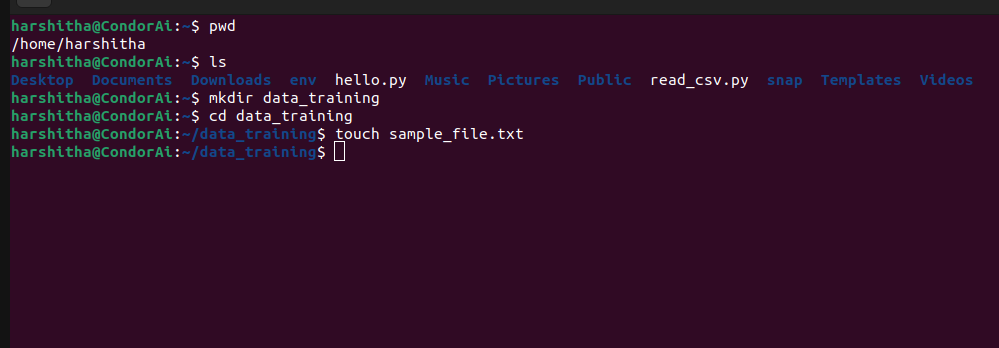 harshitha@CondorAi:~$ pwd
/home/harshitha
harshitha@CondorAi:~$ ls
Desktop  Documents  Downloads  env  hello.py  Music  Pictures  Public  read_csv.py  snap  Templates  Videos
harshitha@CondorAi:~$ mkdir data_training
harshitha@CondorAi:~$ cd data_training
harshitha@CondorAi:~/data_training$ touch sample_file.txt
harshitha@CondorAi:~/data_training$